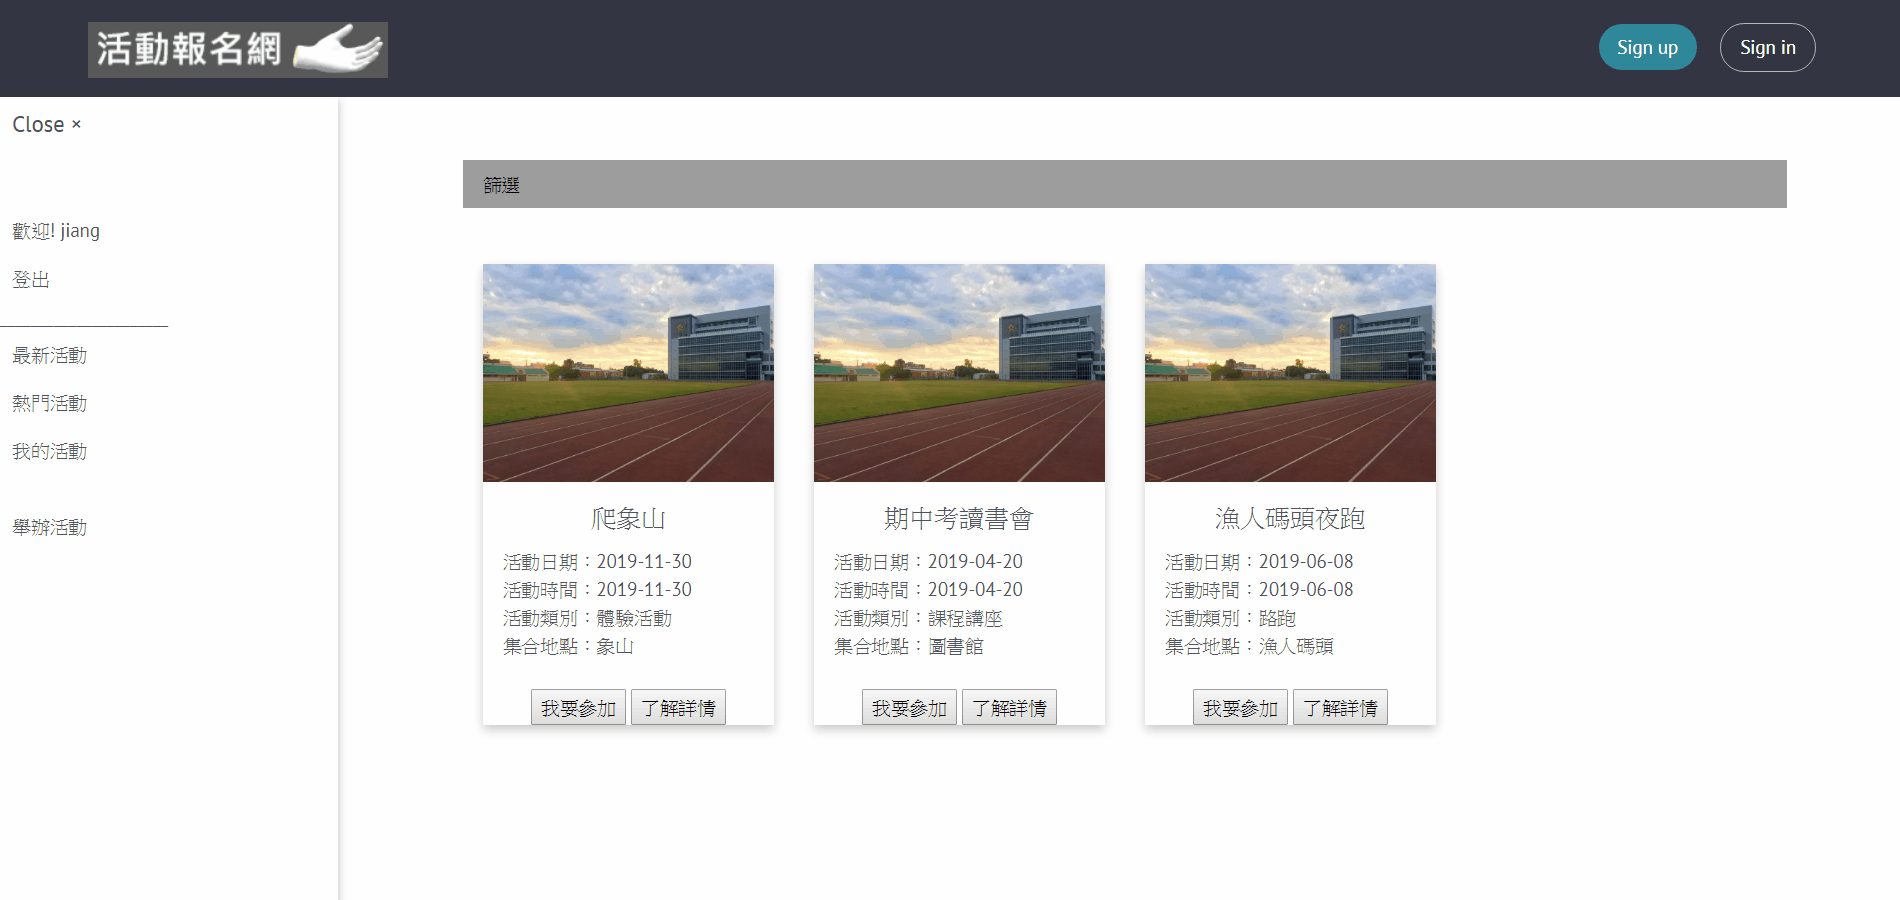 活動報名網
Sign up
Sign in
Close ×
歡迎! jiang
登出
最新活動
熱門活動
我的活動
舉辦活動
篩選
爬象山
活動日期：2019-11-30
活動時間：2019-11-30
活動類別：體驗活動
集合地點：象山
我要參加
了解詳情
期中考讀書會
活動日期：2019-04-20
活動時間：2019-04-20
活動類別：課程講座
集合地點：圖書館
我要參加
了解詳情
漁人碼頭夜跑
活動日期：2019-06-08
活動時間：2019-06-08
活動類別：路跑
集合地點：漁人碼頭
我要參加
了解詳情